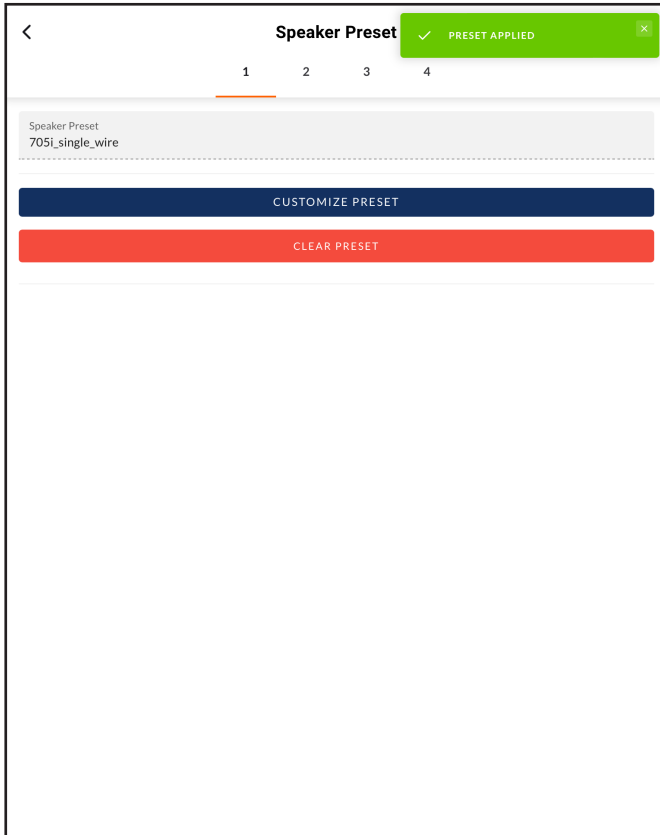 Speaker Preset
PRESET APPLIED
1 2 3 4
Speaker Preset
705i_single_wire
CUSTOMIZE PRESET
CLEAR PRESET